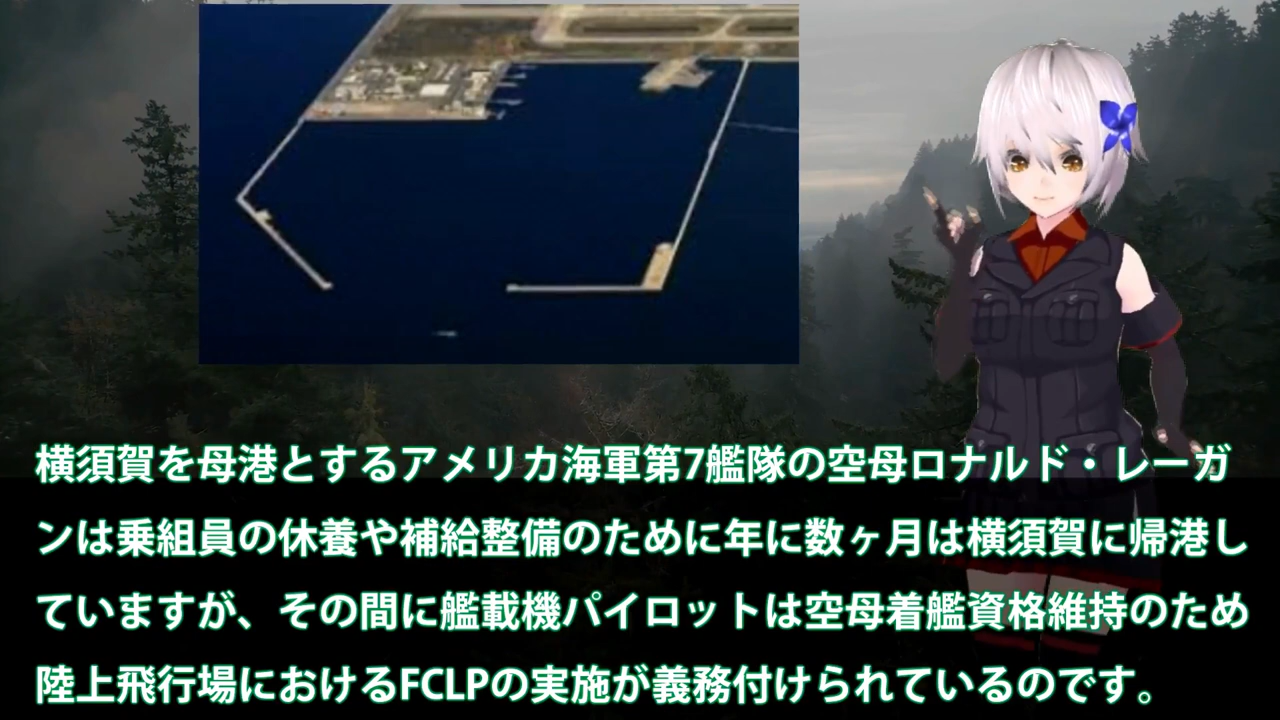 横須賀を母港とするアメリカ海軍第7艦隊の空母ロナルド・レーガ
ンは乗組員の休養や補給整備のために年に数ヶ月は横須賀に帰港し
ていますが、その間に艦載機パイロットは空母着艦資格維持のため
陸上飛行場におけるFCLPの実施が義務付けられているのです。